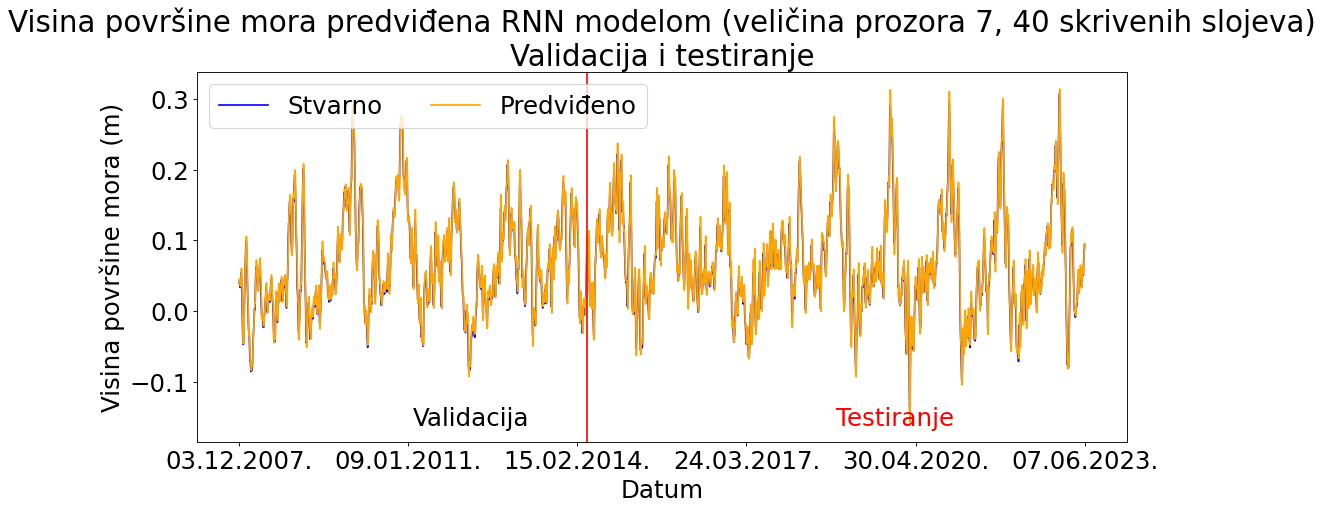 Visina površine mora predviđena RNN modelom (veličina prozora 7, 40 skrivenih slojeva)
Validacija i testiranje
Stvarno
Predviđeno
Visina površine mora (m)
0.3
0.2
0.1
0.0
−0.1
Validacija
Testiranje
03.12.2007. 09.01.2011. 15.02.2014. 24.03.2017. 30.04.2020. 07.06.2023.
Datum